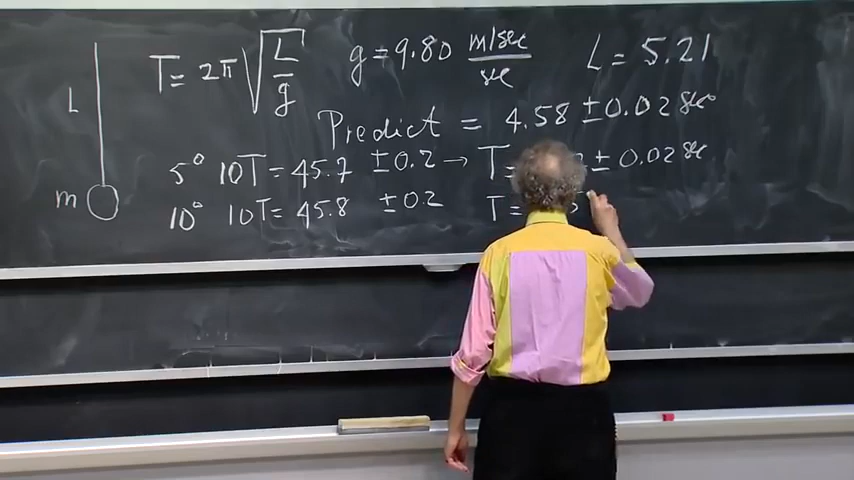 T = 2π √L/g g = 9.80 m/sec/sec L = 5.21
L
Predict = 4.58 ± 0.02 sec
5° 10T = 45.7 ± 0.2 → T ± 0.02 sec
m 10° 10T = 45.8 ± 0.2 T =